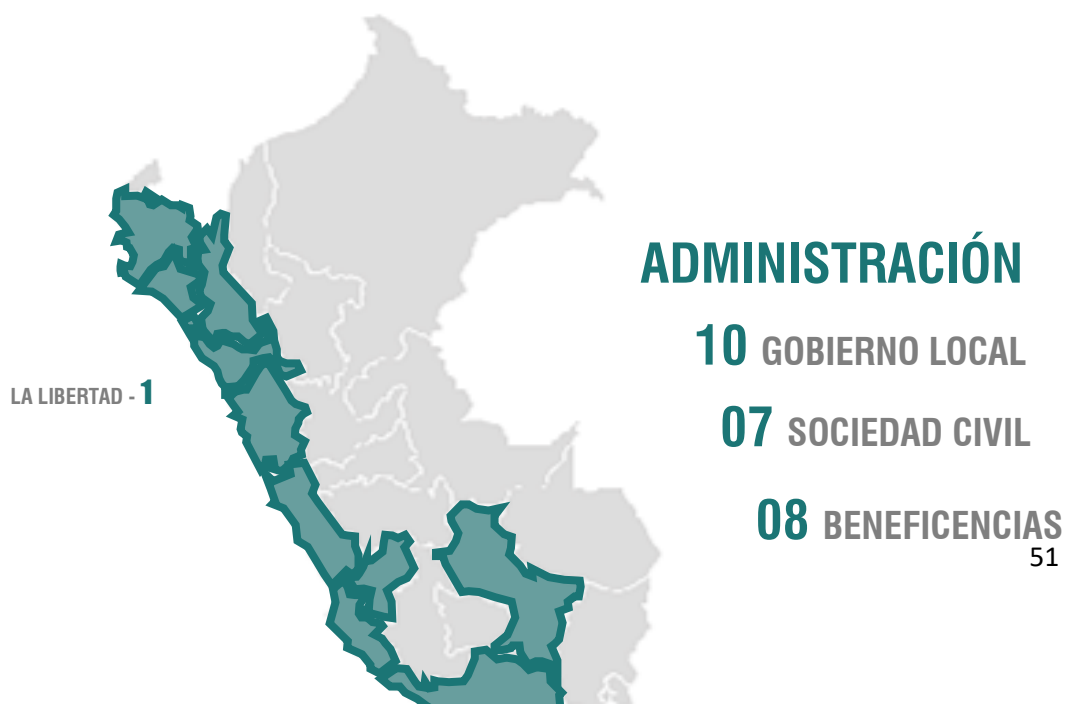 ADMINISTRACIÓN
10 GOBIERNO LOCAL
LA LIBERTAD - 1
07 SOCIEDAD CIVIL
08 BENEFICENCIAS
51